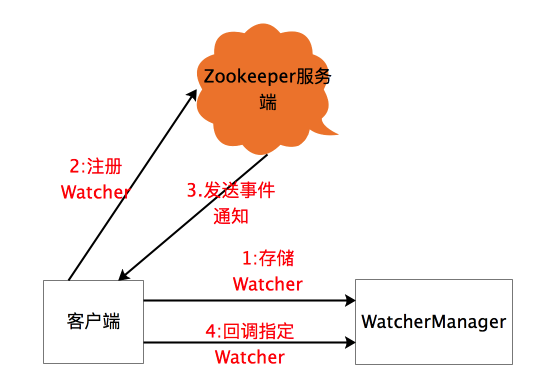 Zookeeper服务
端
2:注册
Watcher
3.发送事件
通知
1:存储
Watcher
客户端
WatcherManager
4:回调指定
Watcher